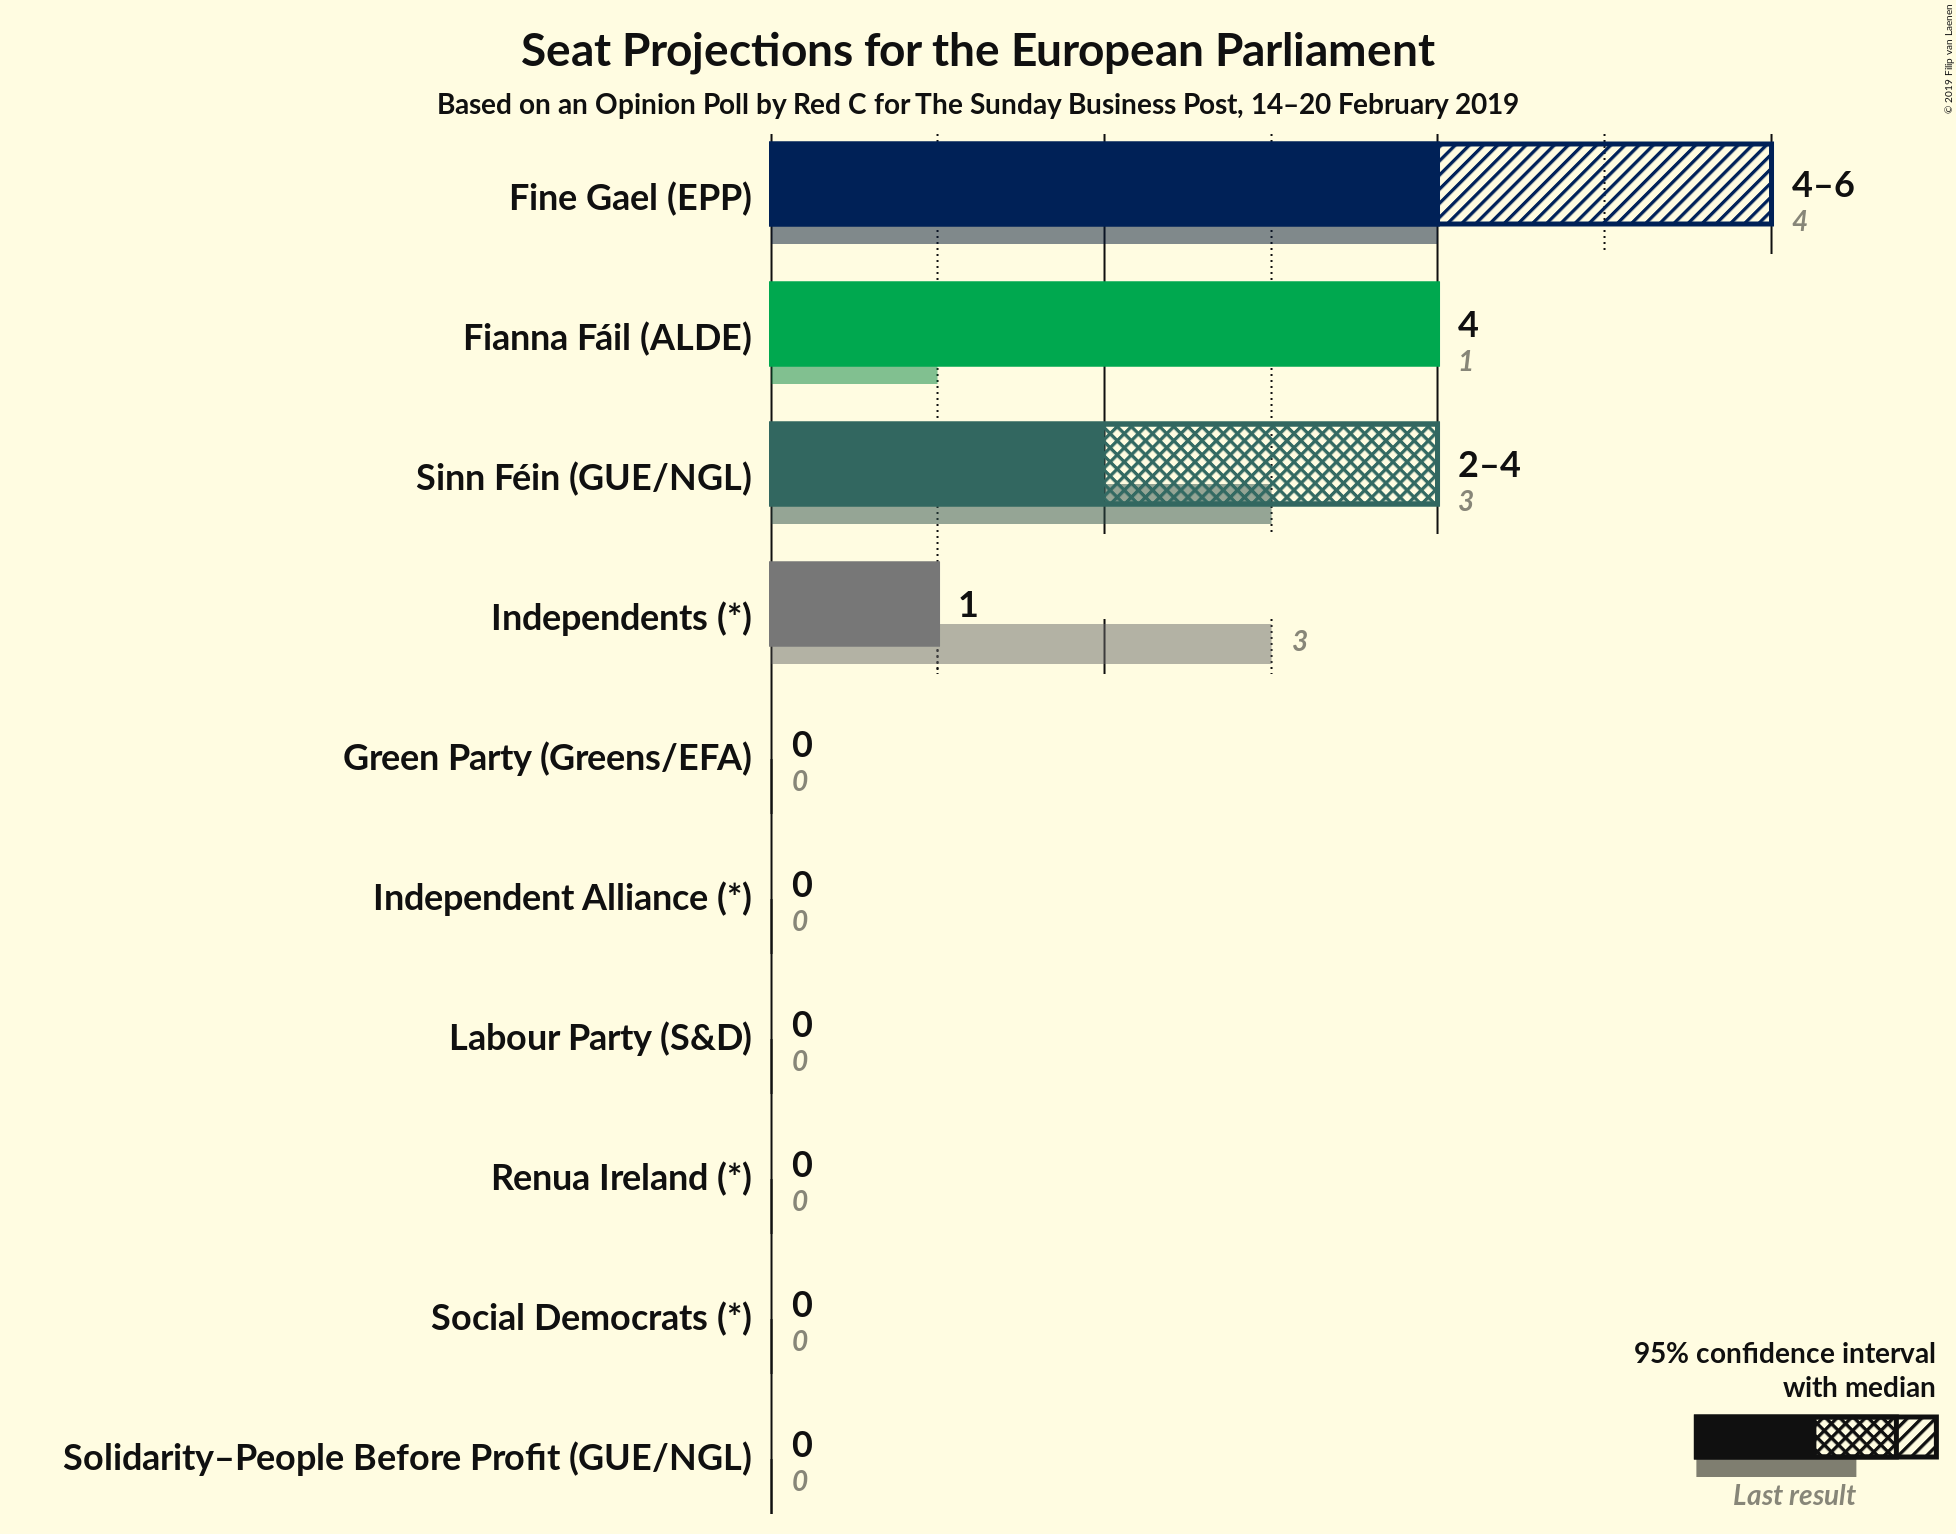 Seat Projections for the European Parliament
Based on an Opinion Poll by Red C for The Sunday Business Post, 14–20 February 2019
© 2019 Filip van Laenen
Fine Gael (EPP)
4–6
4
Fianna Fáil (ALDE)
4
1
Sinn Féin (GUE/NGL)
2–4
3
Independents (*)
1
3
Green Party (Greens/EFA)
0
0
Independent Alliance (*)
0
0
Labour Party (S&D)
0
0
Renua Ireland (*)
0
0
Social Democrats (*)
0
0
Solidarity–People Before Profit (GUE/NGL)
0
0
95% confidence interval
with median
Last result